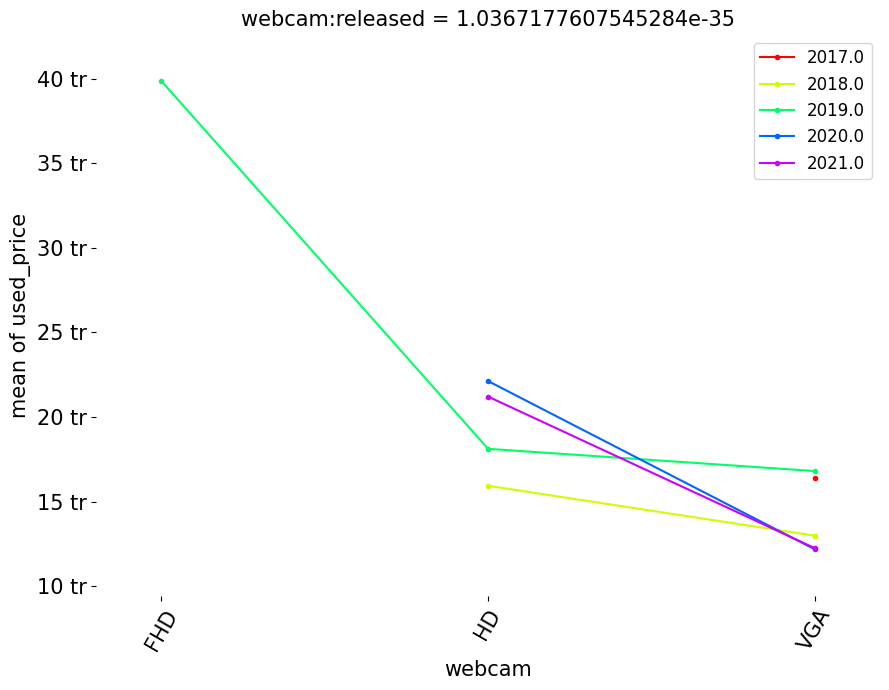 webcam:released = 1.0367177607545284e-35
2017.0
2018.0
2019.0
2020.0
2021.0
40 tr
35 tr
30 tr
25 tr
20 tr
15 tr
10 tr
mean of used_price
FHD
HD
VGA
webcam